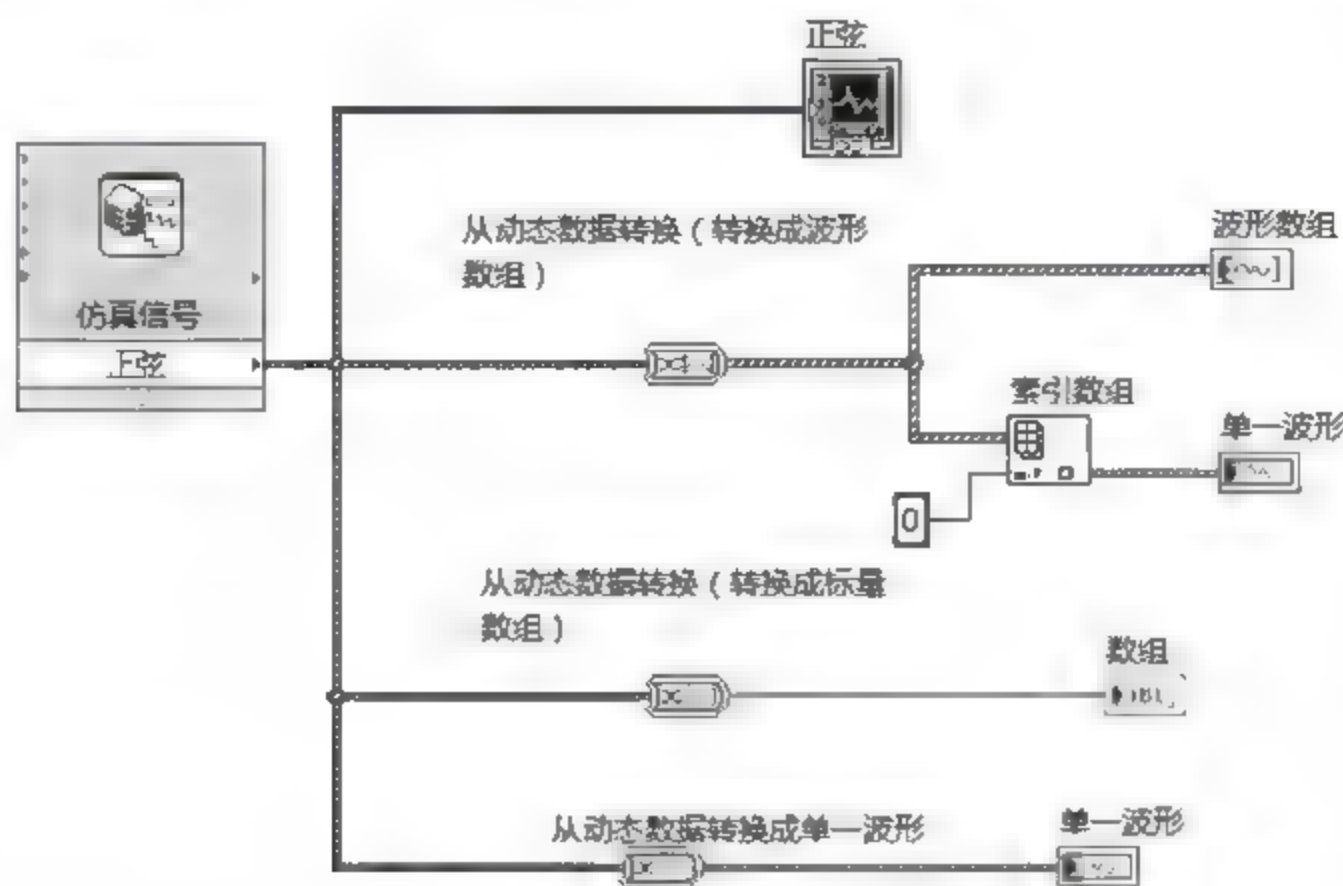 正弦
从动态数据转换（转换成波形
数组）
波形数组
仿真信号
正弦
索引数组
单一波形
0
从动态数据转换（转换成标量
数组）
数组
从动态数据转换成单一波形
单一波形